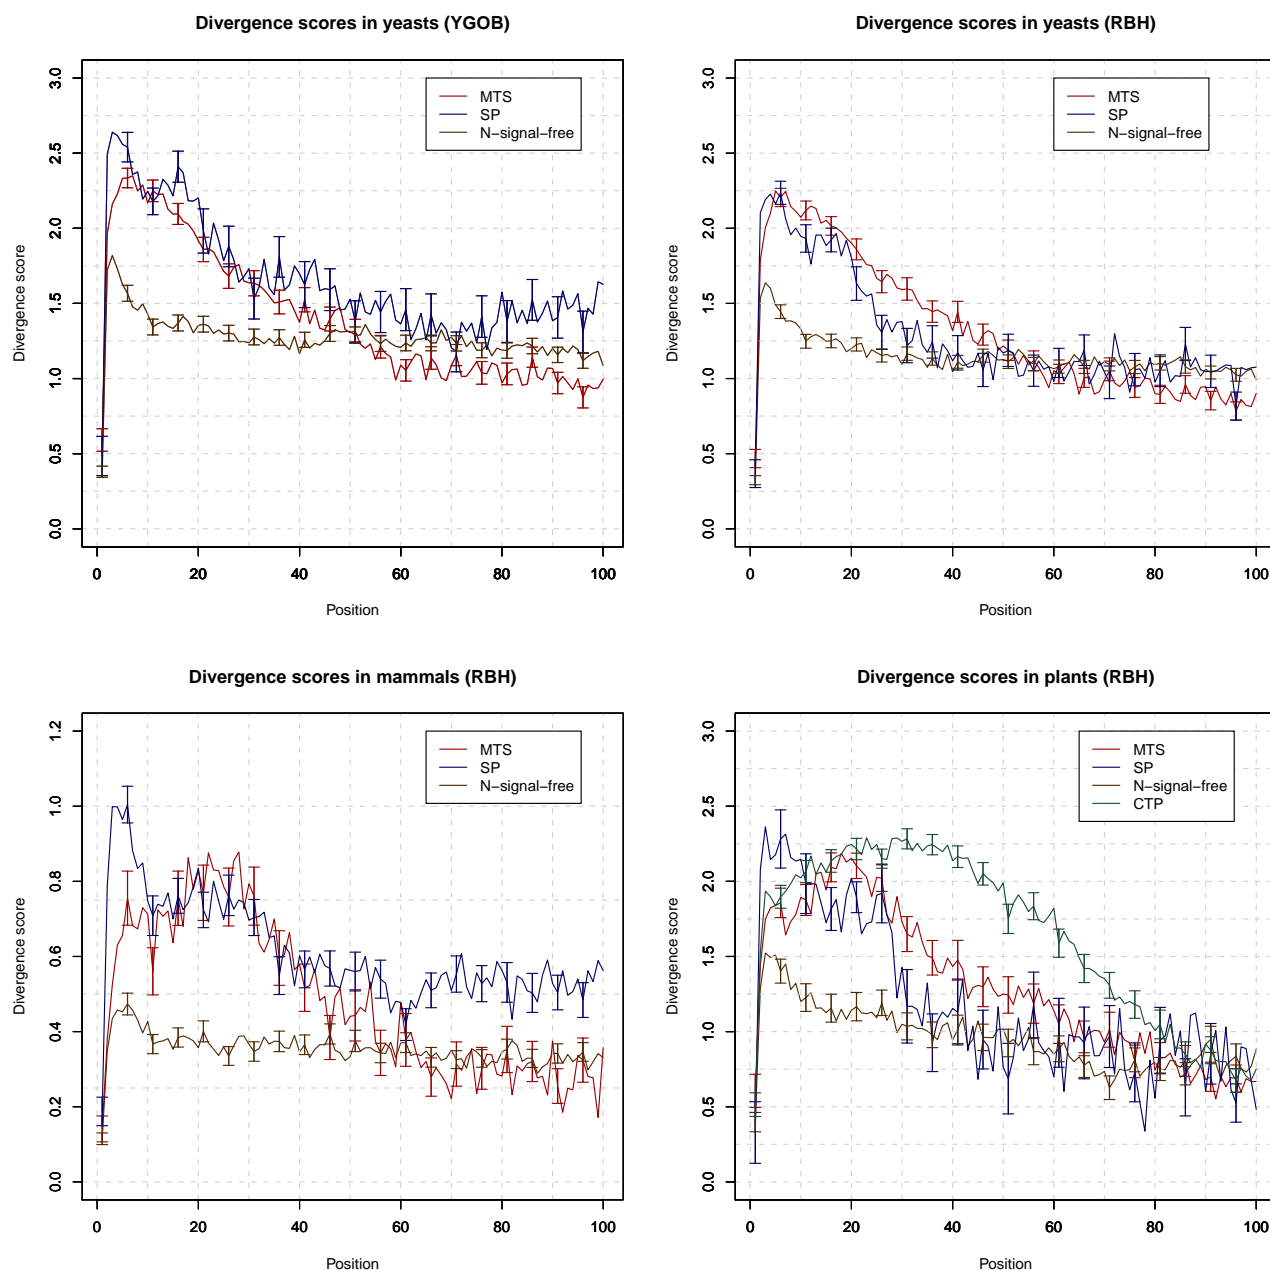 Divergence scores in yeasts (YGOB)
Divergence score
0.0 0.5 1.0 1.5 2.0 2.5 3.0
MTS
SP
N−signal−free
0 20 40 60 80 100
Position
Divergence scores in yeasts (RBH)
Divergence score
0.0 0.5 1.0 1.5 2.0 2.5 3.0
MTS
SP
N−signal−free
0 20 40 60 80 100
Position
Divergence scores in mammals (RBH)
Divergence score
0.0 0.2 0.4 0.6 0.8 1.0 1.2
MTS
SP
N−signal−free
0 20 40 60 80 100
Position
Divergence scores in plants (RBH)
Divergence score
0.0 0.5 1.0 1.5 2.0 2.5 3.0
MTS
SP
N−signal−free
CTP
0 20 40 60 80 100
Position